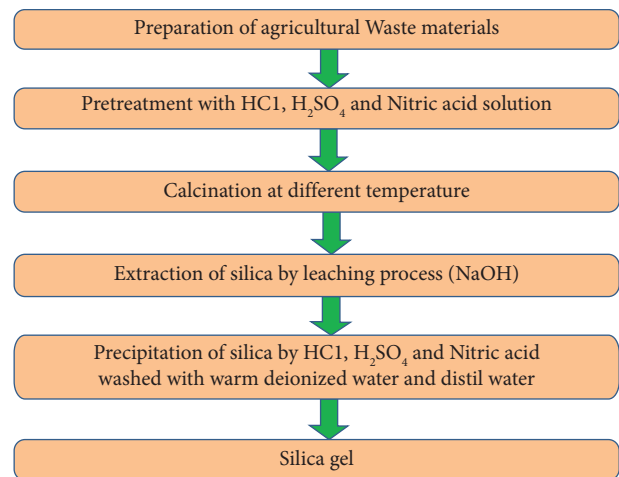 Preparation of agricultural Waste materials
Pretreatment with HC1, H₂SO₄ and Nitric acid solution
Calcination at different temperature
Extraction of silica by leaching process (NaOH)
Precipitation of silica by HC1, H₂SO₄ and Nitric acid
washed with warm deionized water and distil water
Silica gel